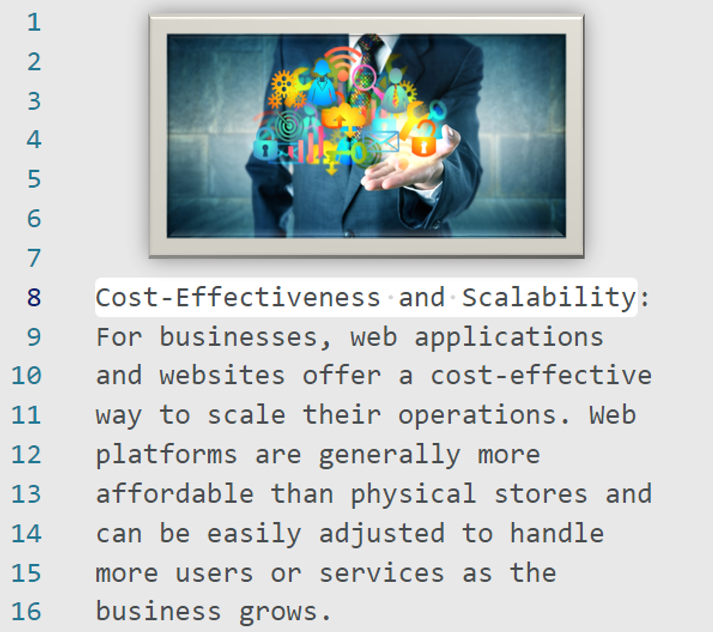 1
2
3
4
5
6
7
8 Cost-Effectiveness and Scalability:
9 For businesses, web applications
10 and websites offer a cost-effective
11 way to scale their operations. Web
12 platforms are generally more
13 affordable than physical stores and
14 can be easily adjusted to handle
15 more users or services as the
16 business grows.